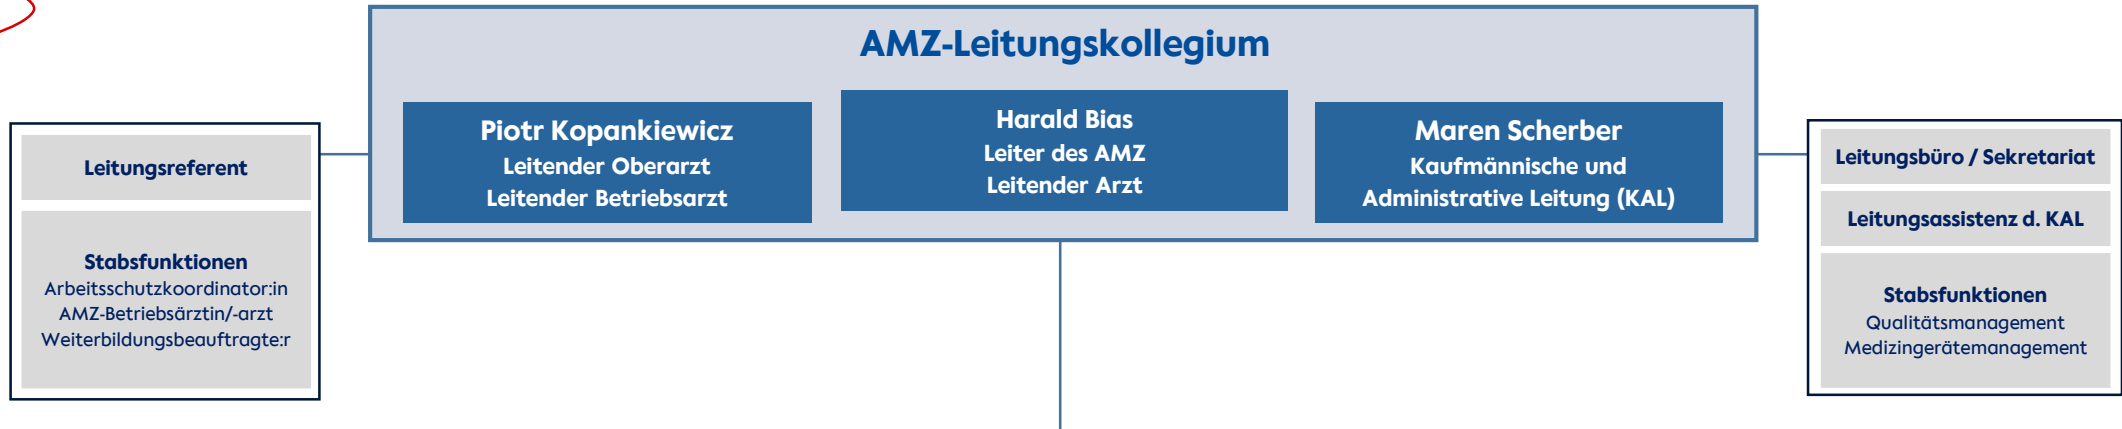 AMZ-Leitungskollegium
Piotr Kopankiewicz
Leitender Oberarzt
Leitender Betriebsarzt
Harald Bias
Leiter des AMZ
Leitender Arzt
Maren Scherber
Kaufmännische und
Administrative Leitung (KAL)
Leitungsreferent
Stabsfunktionen
Arbeitsschutzkoordinator:in
AMZ-Betriebsärztin/-arzt
Weiterbildungsbeauftragte:r
Leitungsbüro / Sekretariat
Leitungsassistenz d. KAL
Stabsfunktionen
Qualitätsmanagement
Medizingerätemanagement